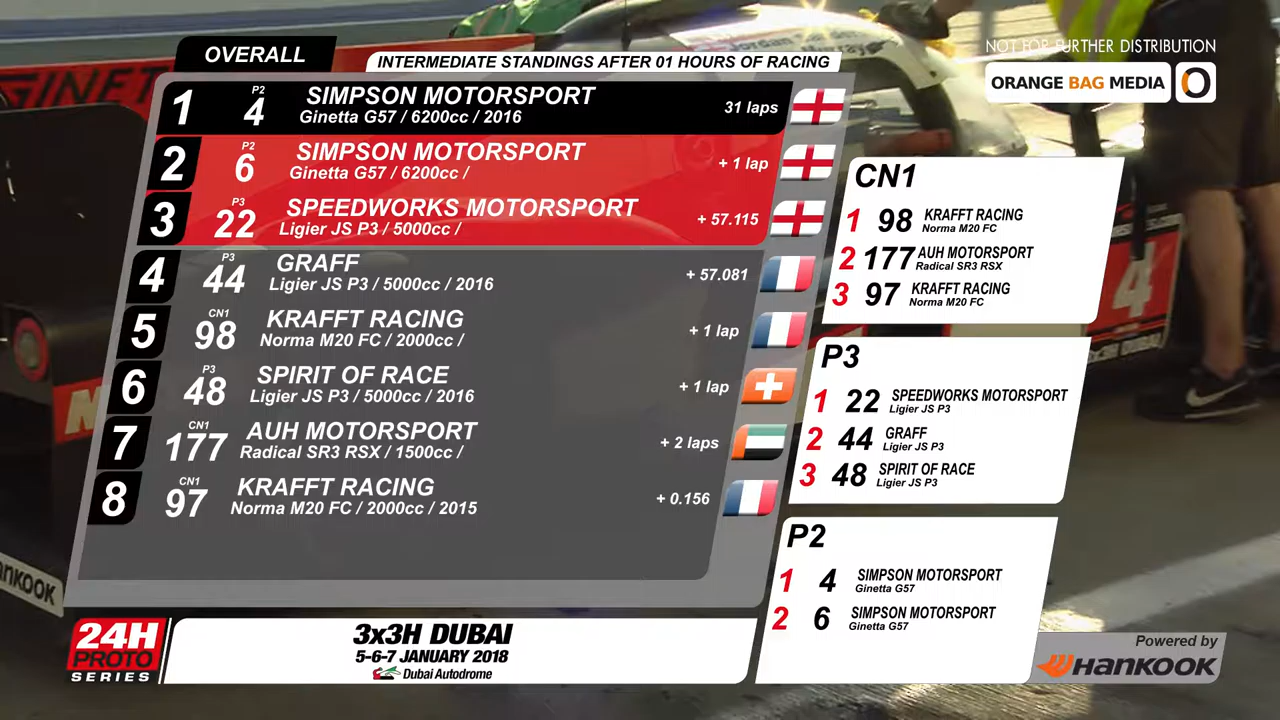 OVERALL
INTERMEDIATE STANDINGS AFTER 01 HOURS OF RACING
NOT FOR FURTHER DISTRIBUTION
ORANGE BAG MEDIA
1 P2 4 SIMPSON MOTORSPORT 31 laps
Ginetta G57 / 6200cc / 2016
2 P2 6 SIMPSON MOTORSPORT + 1 lap
Ginetta G57 / 6200cc /
3 P3 22 SPEEDWORKS MOTORSPORT + 57.115
Ligier JS P3 / 5000cc /
4 P3 44 GRAFF + 57.081
Ligier JS P3 / 5000cc / 2016
5 CN1 98 KRAFFT RACING + 1 lap
Norma M20 FC / 2000cc /
6 P3 48 SPIRIT OF RACE + 1 lap
Ligier JS P3 / 5000cc / 2016
7 CN1 177 AUH MOTORSPORT + 2 laps
Radical SR3 RSX / 1500cc /
8 CN1 97 KRAFFT RACING + 0.156
Norma M20 FC / 2000cc / 2015
CN1
1 98 KRAFFT RACING
Norma M20 FC
2 177 AUH MOTORSPORT
Radical SR3 RSX
3 97 KRAFFT RACING
Norma M20 FC
P3
1 22 SPEEDWORKS MOTORSPORT
Ligier JS P3
2 44 GRAFF
Ligier JS P3
3 48 SPIRIT OF RACE
Ligier JS P3
P2
1 4 SIMPSON MOTORSPORT
Ginetta G57
2 6 SIMPSON MOTORSPORT
Ginetta G57
24H
PROTO
SERIES
3x3H DUBAI
5-6-7 JANUARY 2018
Dubai Autodrome
Powered by
HANKOOK
4
3x3H DUBAI
Jordan